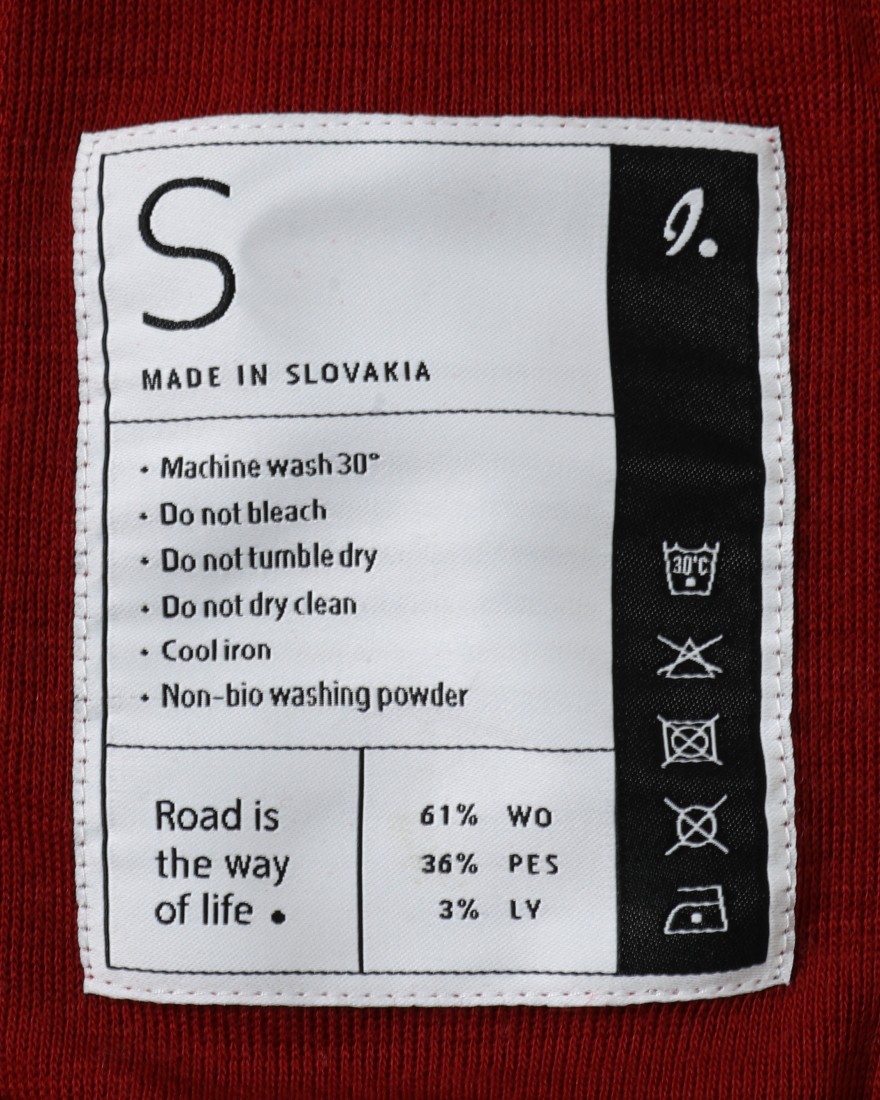 S
MADE IN SLOVAKIA
• Machine wash 30°
• Do not bleach
• Do not tumble dry
• Do not dry clean
• Cool iron
• Non-bio washing powder
Road is
the way
of life •
61% WO
36% PES
3% LY
30°C